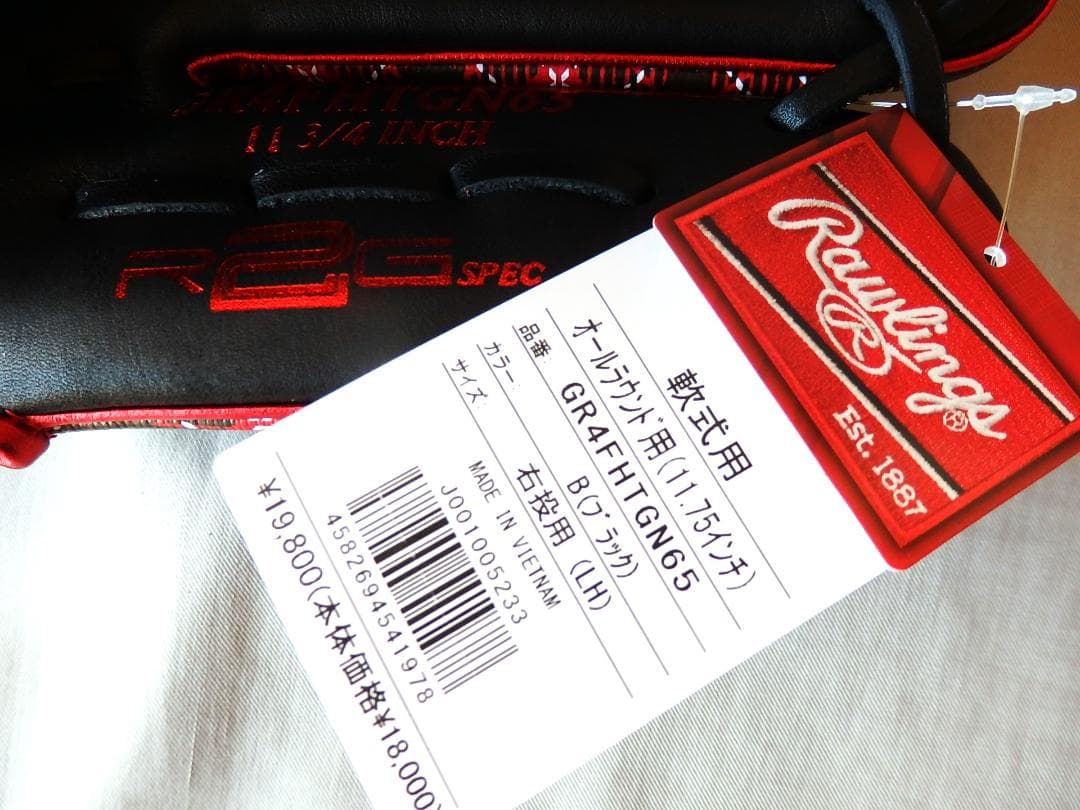 GR4FHTGN65
11 3/4 INCH
R2G SPEC
Rawlings®
R
Est. 1887
軟式用
オールラウンド用(11.75インチ)
品番: GR4FHTGN65
カラー: B(ブラック)
サイズ: 右投用 (LH)
MADE IN VIETNAM
J001005233
4582694541978
¥19,800(本体価格¥18,000)